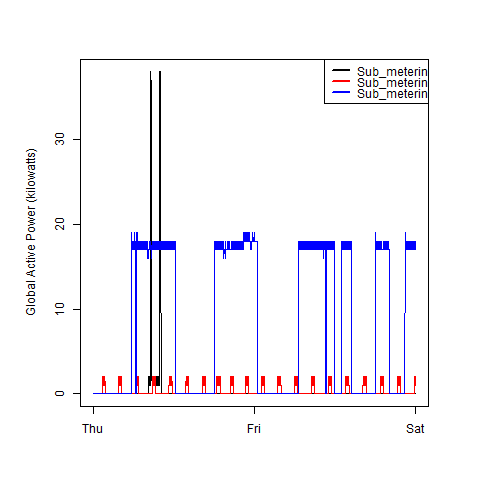 Sub_meterin
Sub_meterin
Sub_meterin
Global Active Power (kilowatts)
30
20
10
0
Thu
Fri
Sat